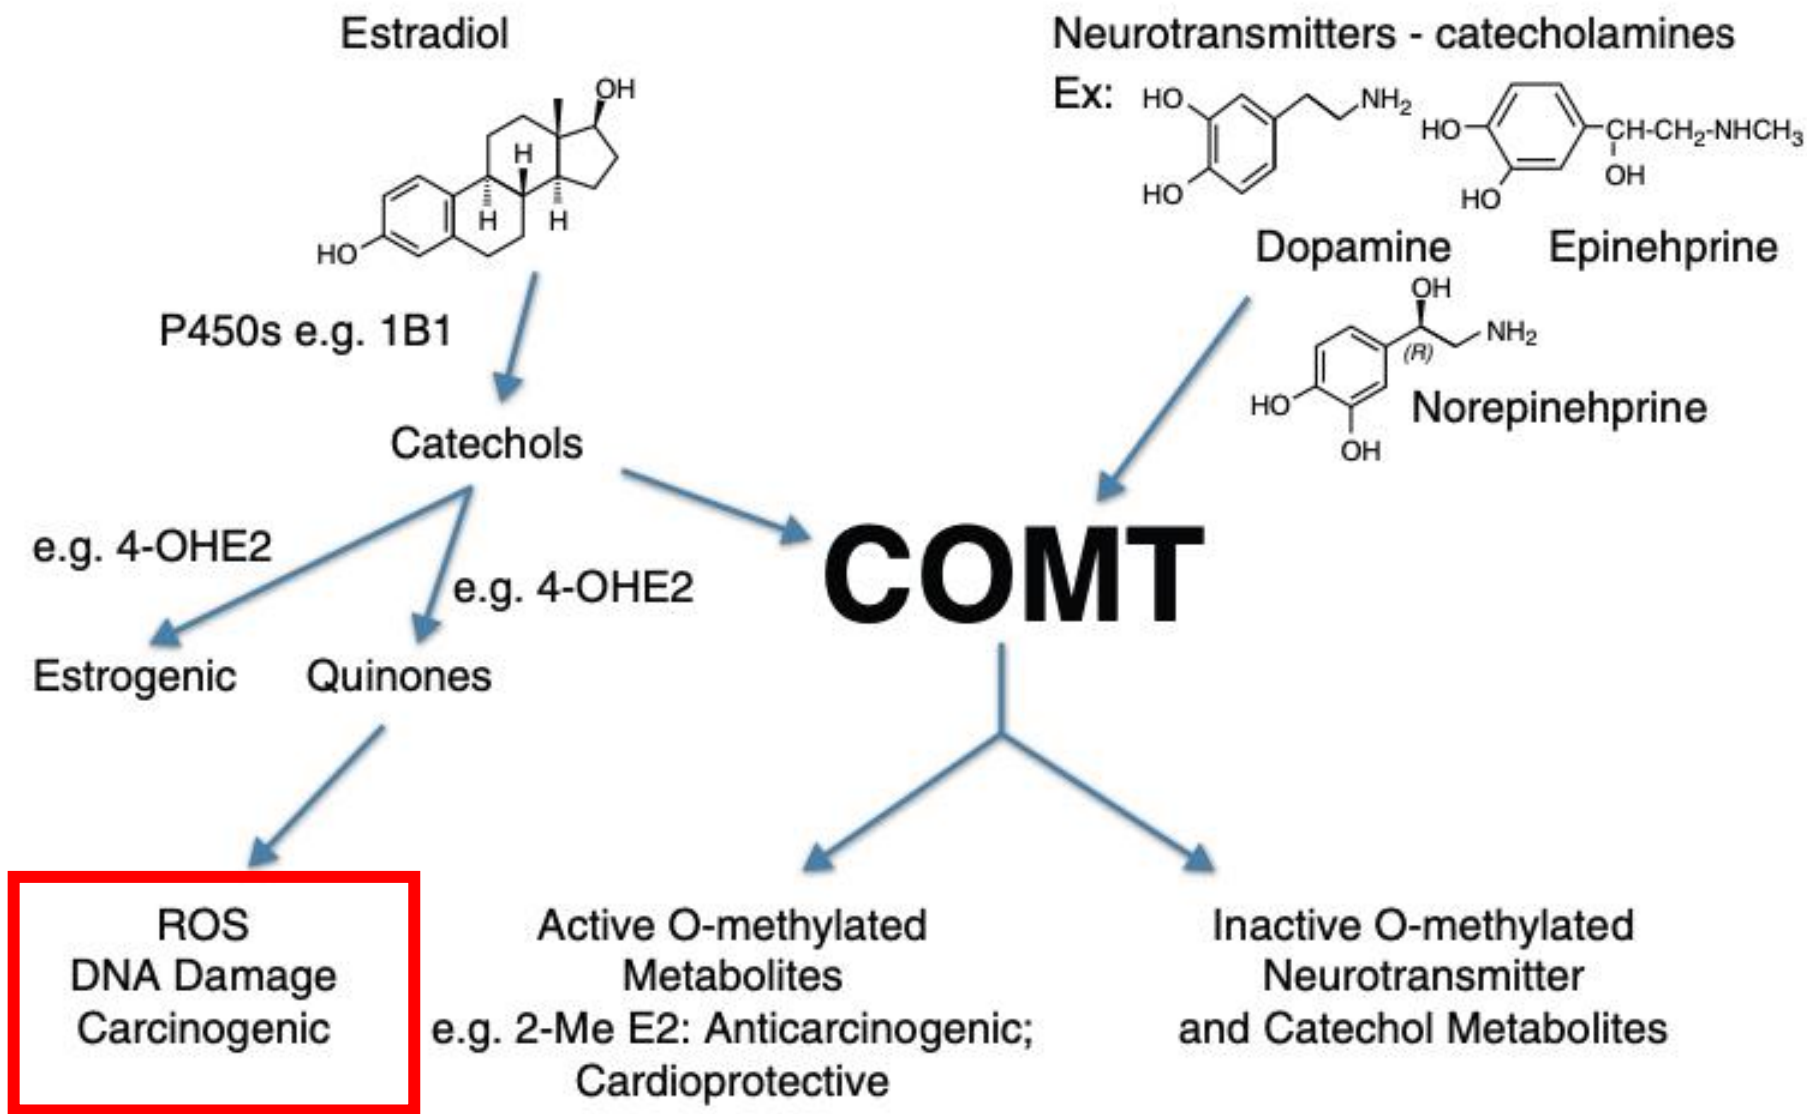 Estradiol
OH
H
H
H
HO
P450s e.g. 1B1
Catechols
e.g. 4-OHE2
e.g. 4-OHE2
Estrogenic
Quinones
ROS
DNA Damage
Carcinogenic
Neurotransmitters - catecholamines
Ex:
HO
HO
NH2
Dopamine
HO
HO
CH-CH2-NHCH3
OH
Epinehprine
OH
NH2
(R)
HO
OH
Norepinehprine
COMT
Active O-methylated
Metabolites
e.g. 2-Me E2: Anticarcinogenic;
Cardioprotective
Inactive O-methylated
Neurotransmitter
and Catechol Metabolites